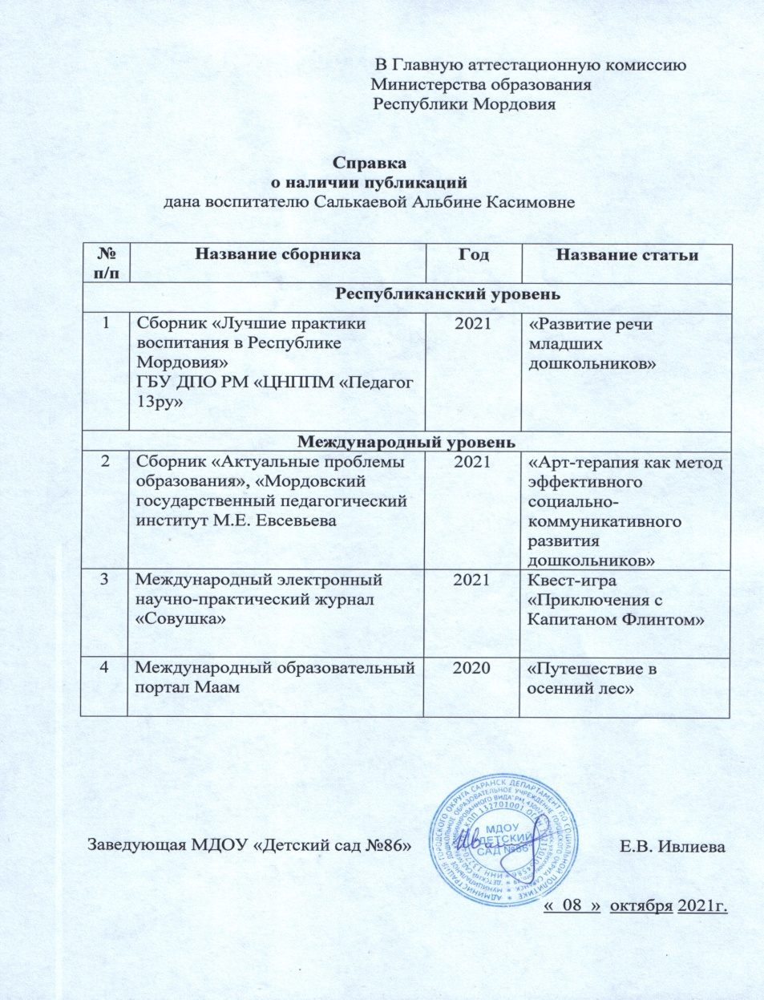 В Главную аттестационную комиссию
Министерства образования
Республики Мордовия
Справка
о наличии публикаций
дана воспитателю Салькаевой Альбине Касимовне
№ п/п Название сборника Год Название статьи
Республиканский уровень
1 Сборник «Лучшие практики
воспитания в Республике
Мордовия»
ГБУ ДПО РМ «ЦНППМ «Педагог
13ру»
2021
«Развитие речи
младших
дошкольников»
Международный уровень
2 Сборник «Актуальные проблемы
образования», «Мордовский
государственный педагогический
институт М.Е. Евсевьева
2021
«Арт-терапия как метод
эффективного
социально-
коммуникативного
развития
дошкольников»
3 Международный электронный
научно-практический журнал
«Совушка»
2021
Квест-игра
«Приключения с
Капитаном Флинтом»
4 Международный образовательный
портал Маам
2020
«Путешествие в
осенний лес»
Заведующая МДОУ «Детский сад №86»
МДОУ
ДЕТСКИЙ
САД №86
Е.В. Ивлиева
« 08 » октября 2021г.